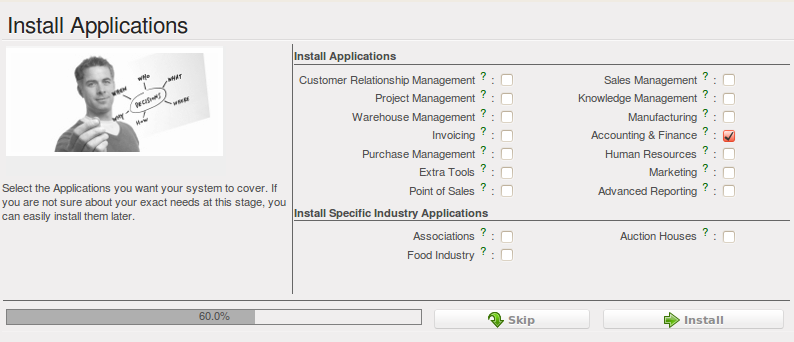 Install Applications
WHEN
WHO
WHAT
DECISIONS
WHERE
WHY
HOW
Select the Applications you want your system to cover. If
you are not sure about your exact needs at this stage, you
can easily install them later.
Install Applications
Customer Relationship Management ? : Sales Management ? :
Project Management ? : Knowledge Management ? :
Warehouse Management ? : Manufacturing ? :
Invoicing ? : Accounting & Finance ? :
Purchase Management ? : Human Resources ? :
Extra Tools ? : Marketing ? :
Point of Sales ? : Advanced Reporting ? :
Install Specific Industry Applications
Associations ? : Auction Houses ? :
Food Industry ? :
60.0%
Skip
Install